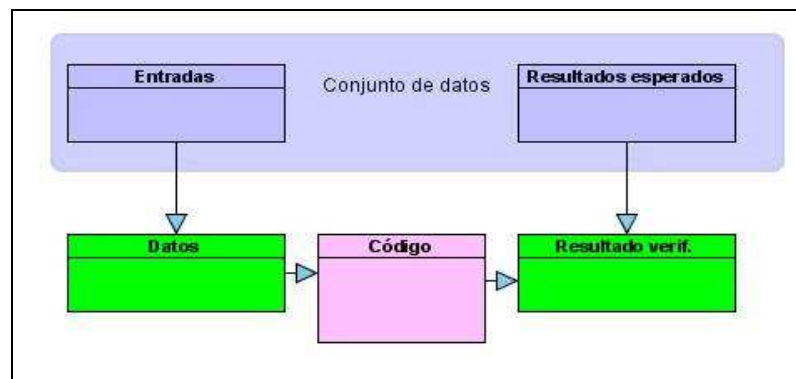 Entradas
Conjunto de datos
Resultados esperados
Datos
Código
Resultado verif.